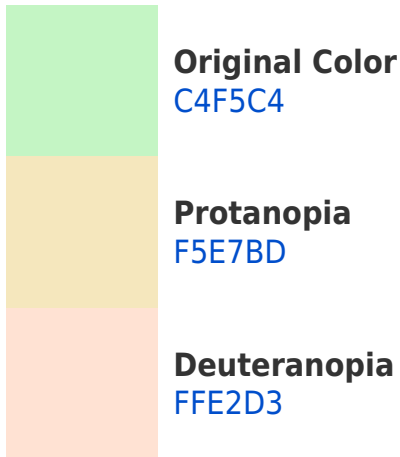 Original Color
C4F5C4
Protanopia
F5E7BD
Deuteranopia
FFE2D3